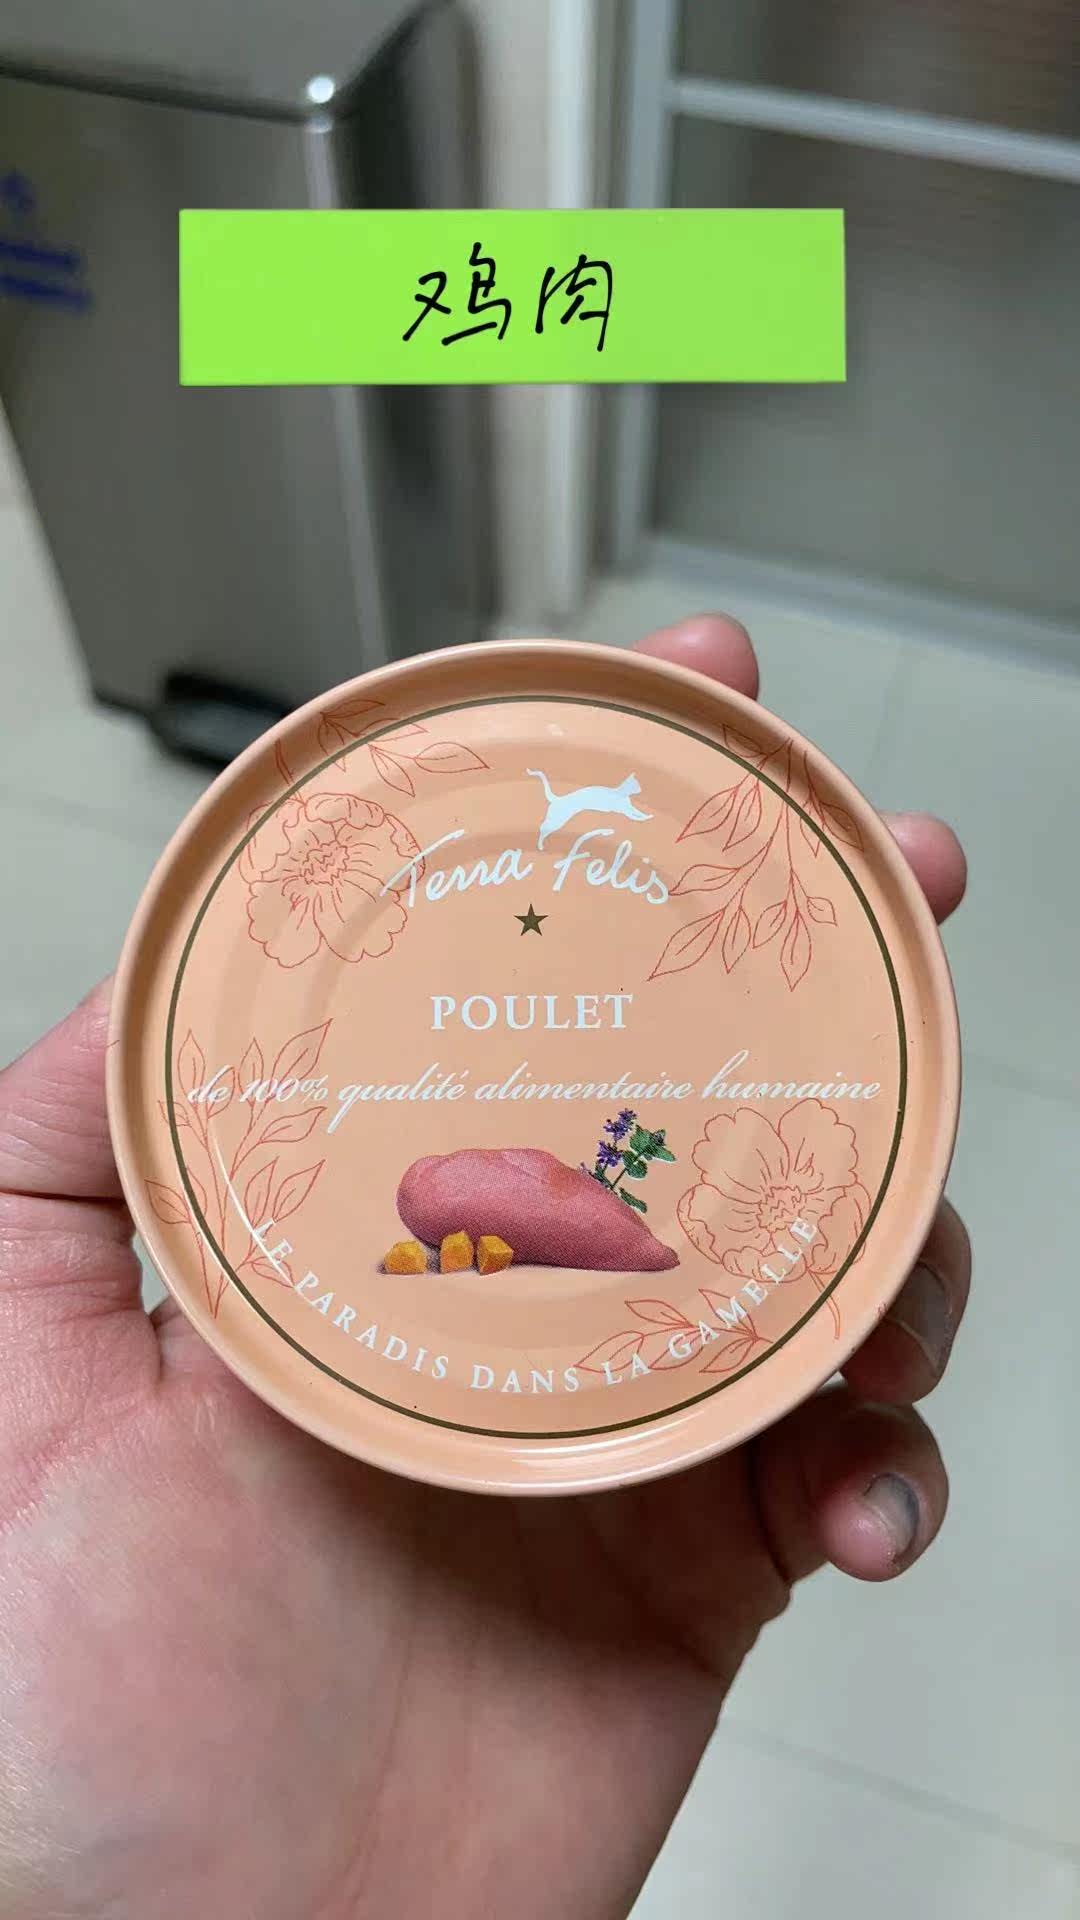 鸡肉
Terra Felis
POULET
de 100% qualité alimentaire humaine
LE PARADIS DANS LA GAMELLE